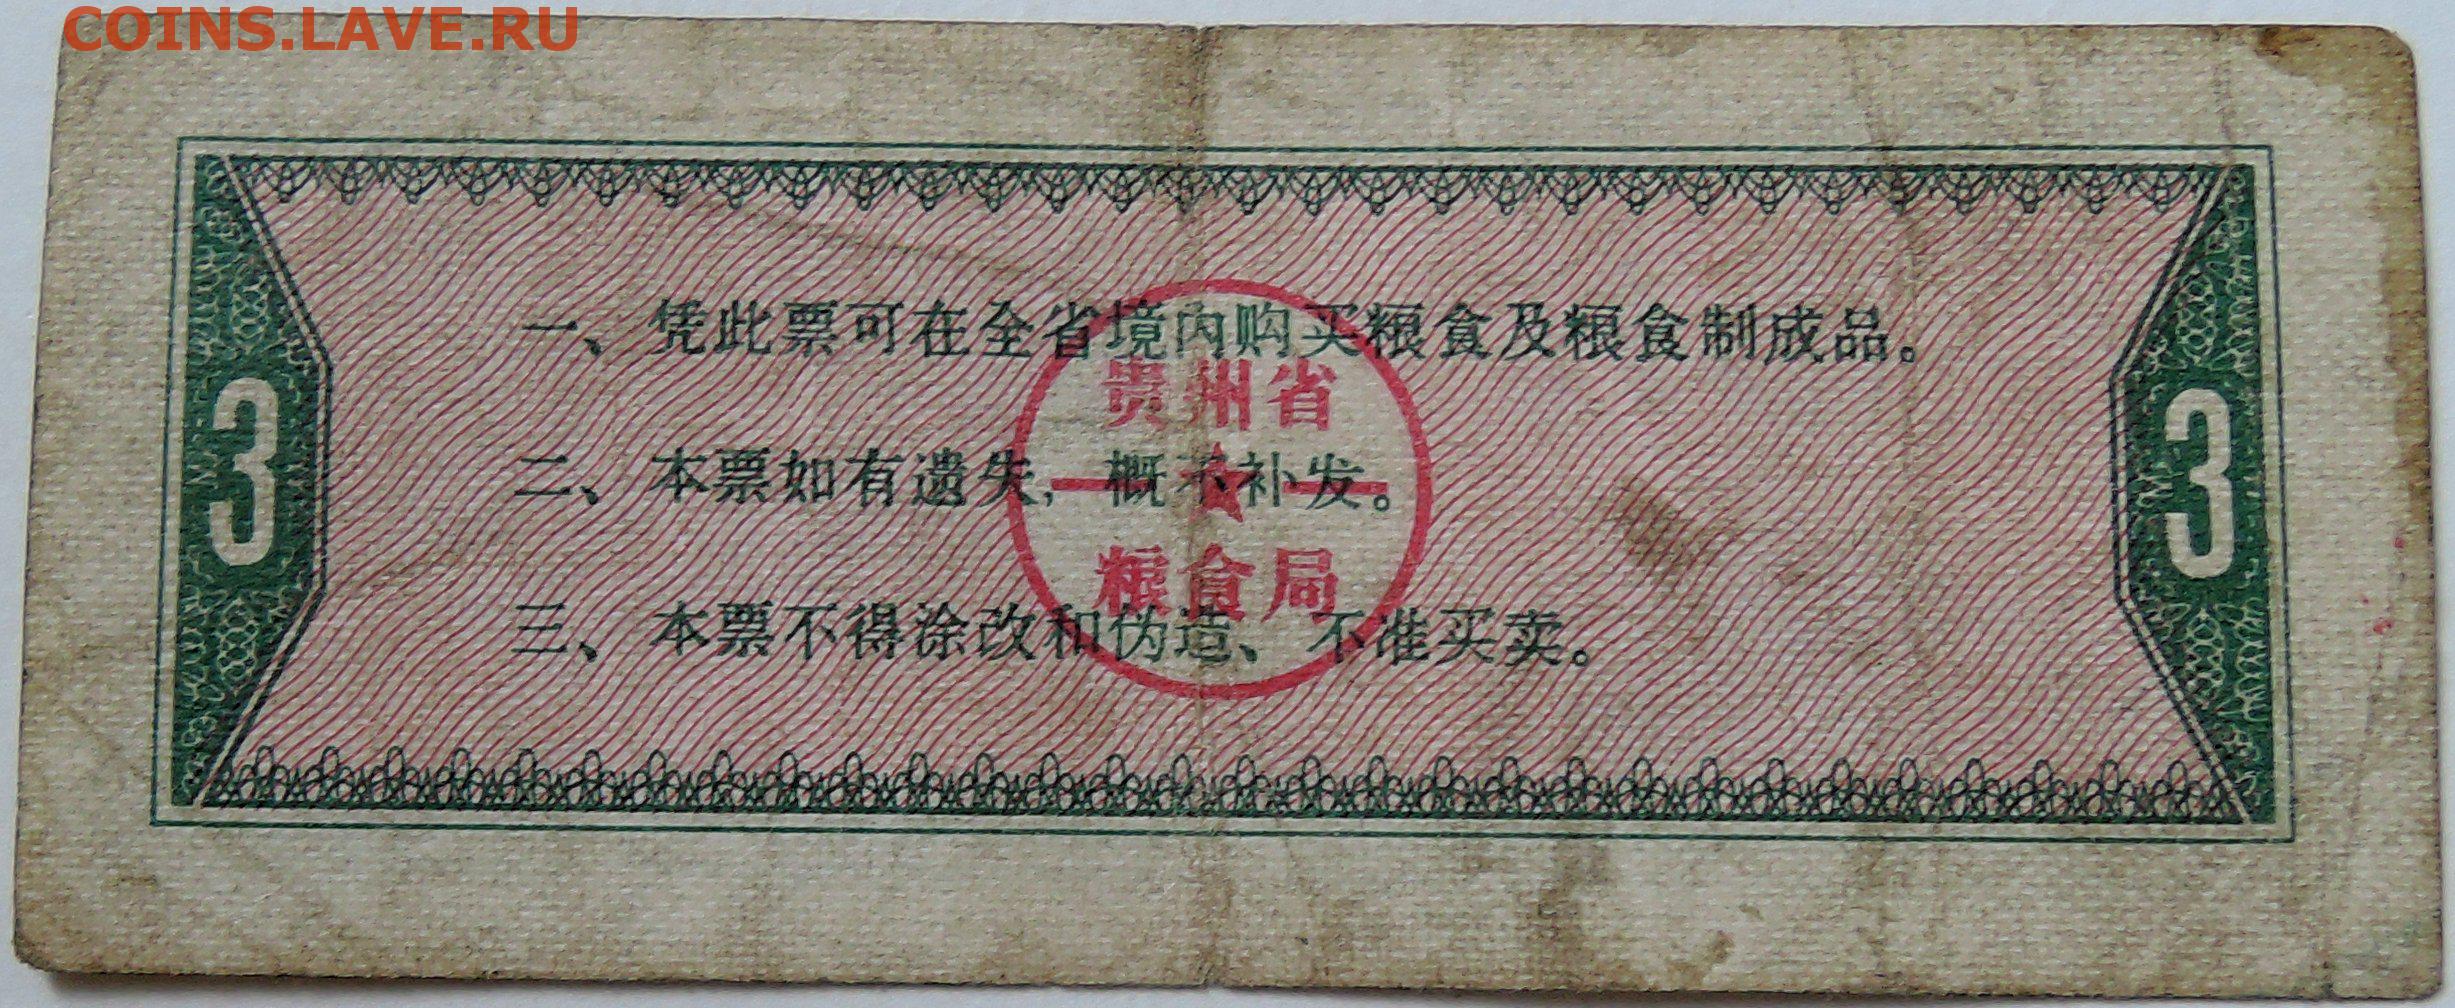 COINS.LAVE.RU
一、凭此票可在全省境内购买粮食及粮食制成品。
贵州省
二、本票如有遗失,概不补发。
粮食局
三、本票不得涂改和伪造、不准买卖。
3
3